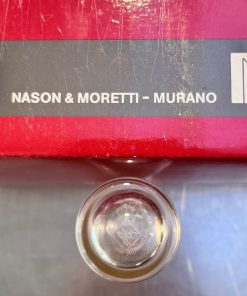 NASON & MORETTI - MURANO